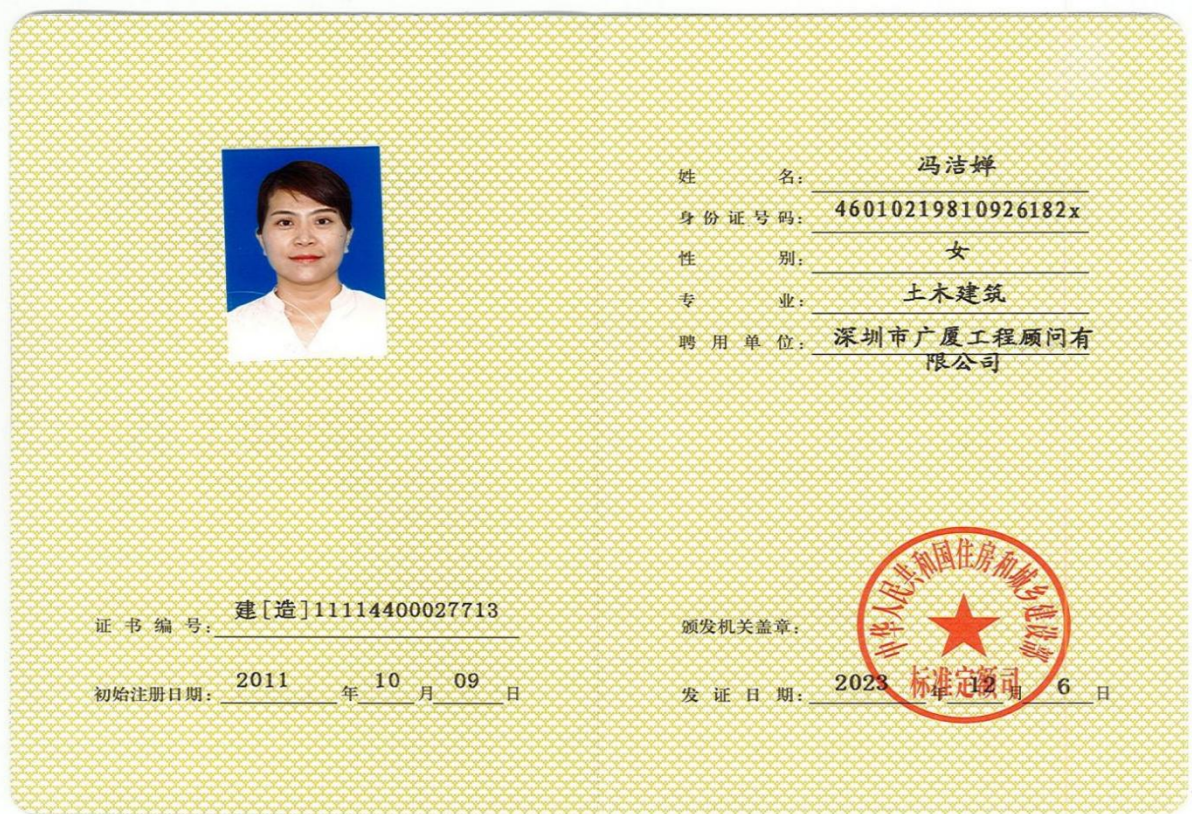 姓名：冯洁婵
身份证号码：46010219810926182x
性别：女
专业：土木建筑
聘用单位：深圳市广厦工程顾问有
限公司
证书编号：建[造]11114400027713
初始注册日期：2011年10月09日
颁发机关盖章：
中华人民共和国住房和城乡建设部
标准定额司
发证日期：2023年12月6日